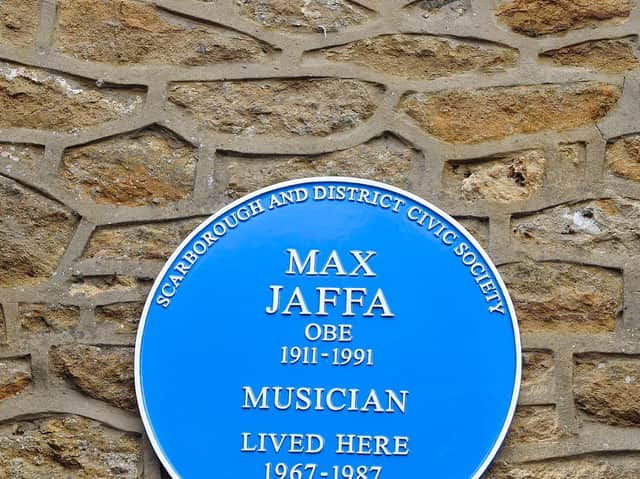 SCARBOROUGH AND DISTRICT CIVIC SOCIETY
MAX
JAFFA
OBE
1911-1991
MUSICIAN
LIVED HERE
1967-1987